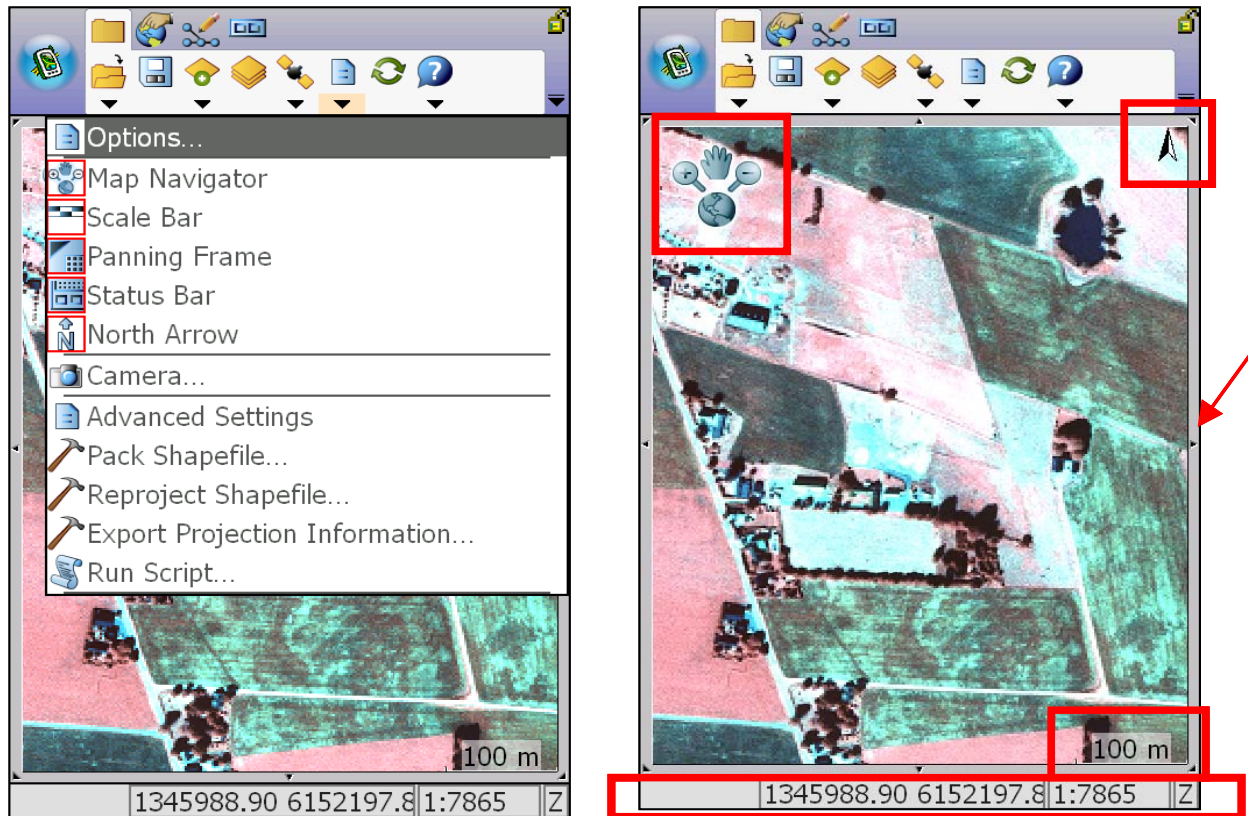 Options...
Map Navigator
Scale Bar
Panning Frame
Status Bar
North Arrow
Camera...
Advanced Settings
Pack Shapefile...
Reproject Shapefile...
Export Projection Information...
Run Script...
100 m
1345988.90 6152197.8 1:7865 Z
100 m
1345988.90 6152197.8 1:7865 Z